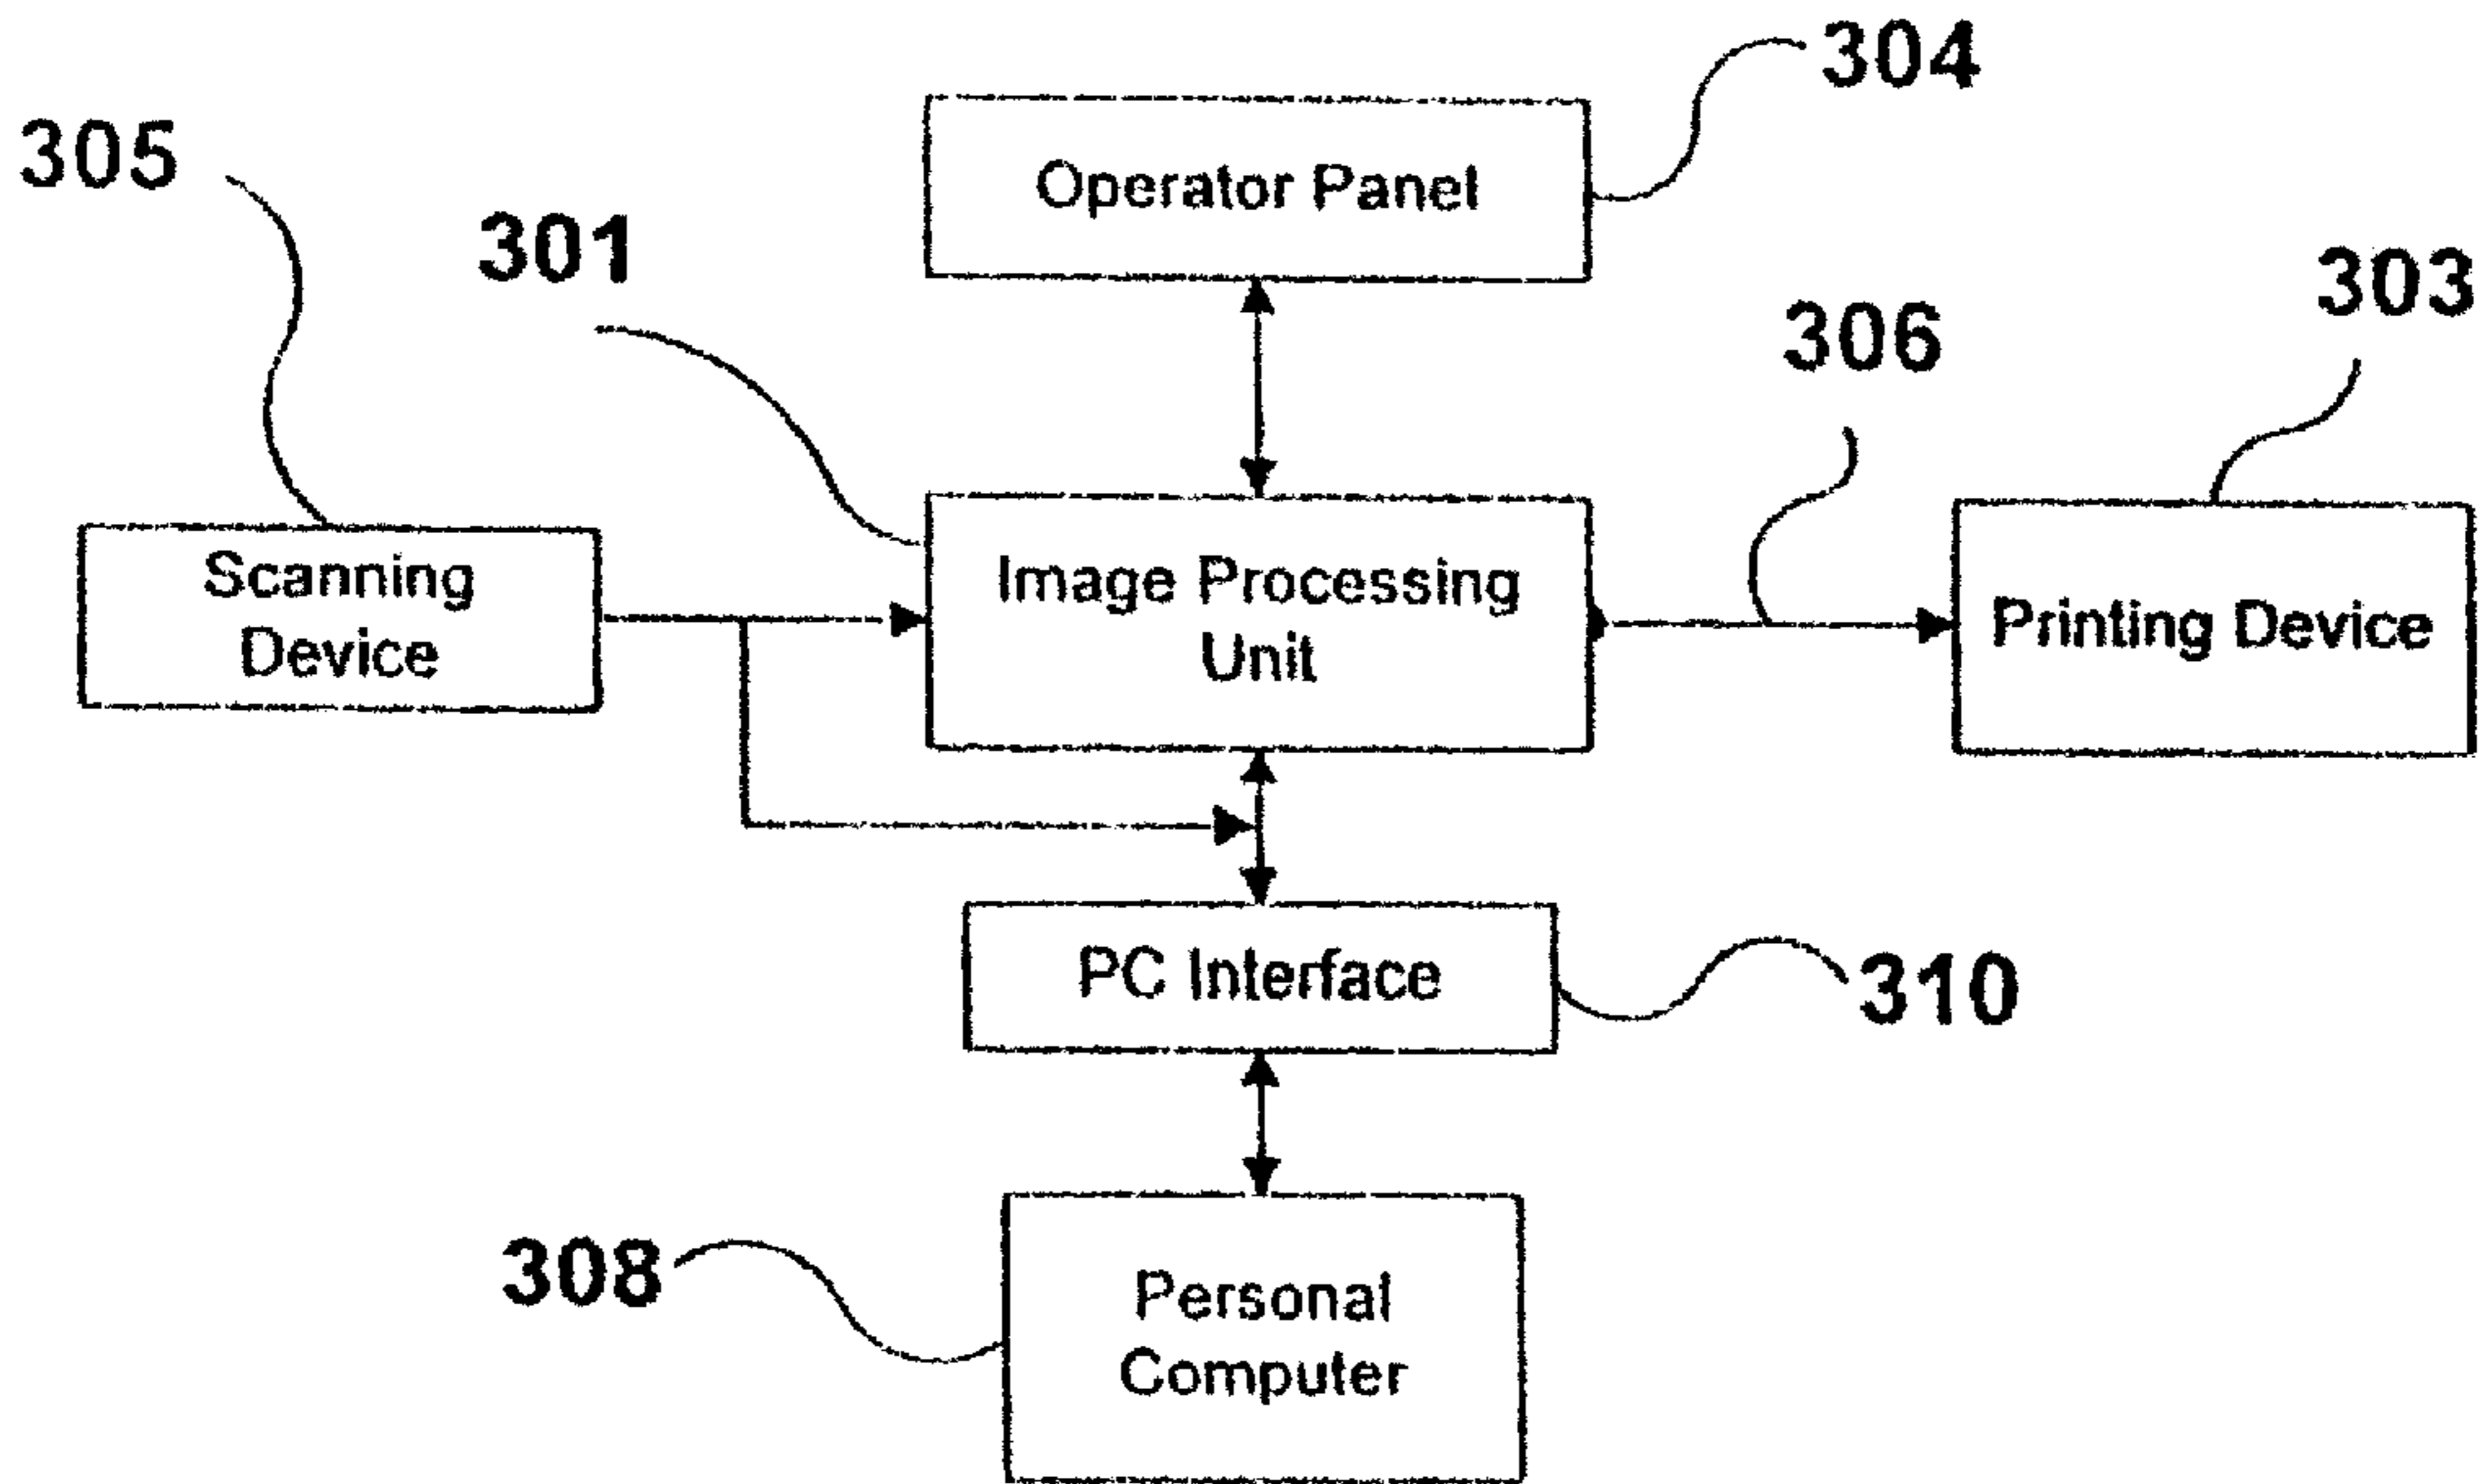 304
305
Operator Panel
301
303
306
Scanning
Device
Image Processing
Unit
Printing Device
PC Interface
310
308
Personal
Computer